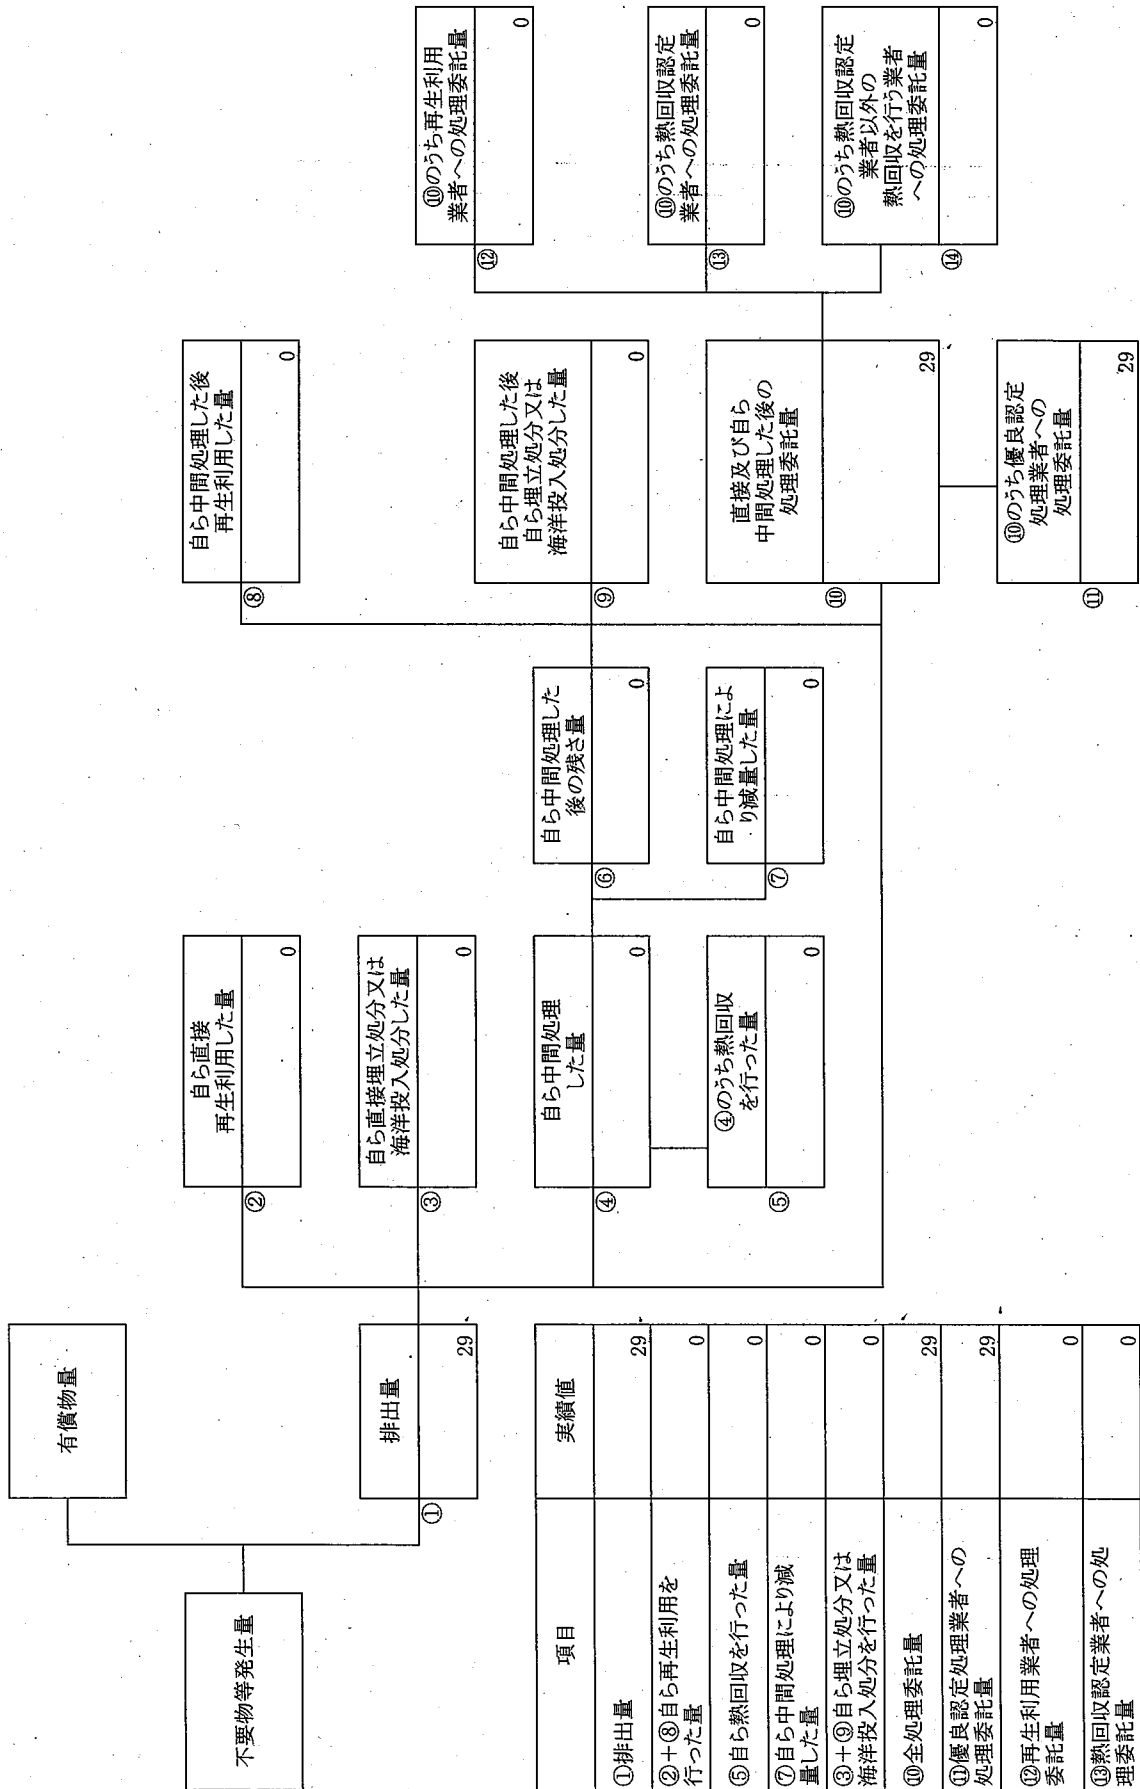 不要物等発生量
有償物量
排出量
①
29
自ら直接
再生利用した量
②
0
自ら直接埋立処分又は
海洋投入処分した量
③
0
自ら中間処理
した量
④
0
④のうち熱回収
を行った量
⑤
0
自ら中間処理した
後の残さ量
⑥
0
自ら中間処理によ
り減量した量
⑦
0
自ら中間処理した後
再生利用した量
⑧
0
自ら中間処理した後
自ら埋立処分又は
海洋投入処分した量
⑨
0
直接及び自ら
中間処理した後の
処理委託量
⑩
29
⑩のうち優良認定
処理業者への
処理委託量
⑪
29
⑩のうち再生利用
業者への処理委託量
⑫
0
⑩のうち熱回収認定
業者への処理委託量
⑬
0
⑩のうち熱回収認定
業者以外の
熱回収を行う業者
への処理委託量
⑭
0
項目 実績値
①排出量 29
②+⑧自ら再生利用を
行った量 0
⑤自ら熱回収を行った量 0
⑦自ら中間処理により減
量した量 0
③+⑨自ら埋立処分又は
海洋投入処分を行った量 0
⑩全処理委託量 29
⑪優良認定処理業者への
処理委託量 29
⑫再生利用業者への処理
委託量 0
⑬熱回収認定業者への処
理委託量 0